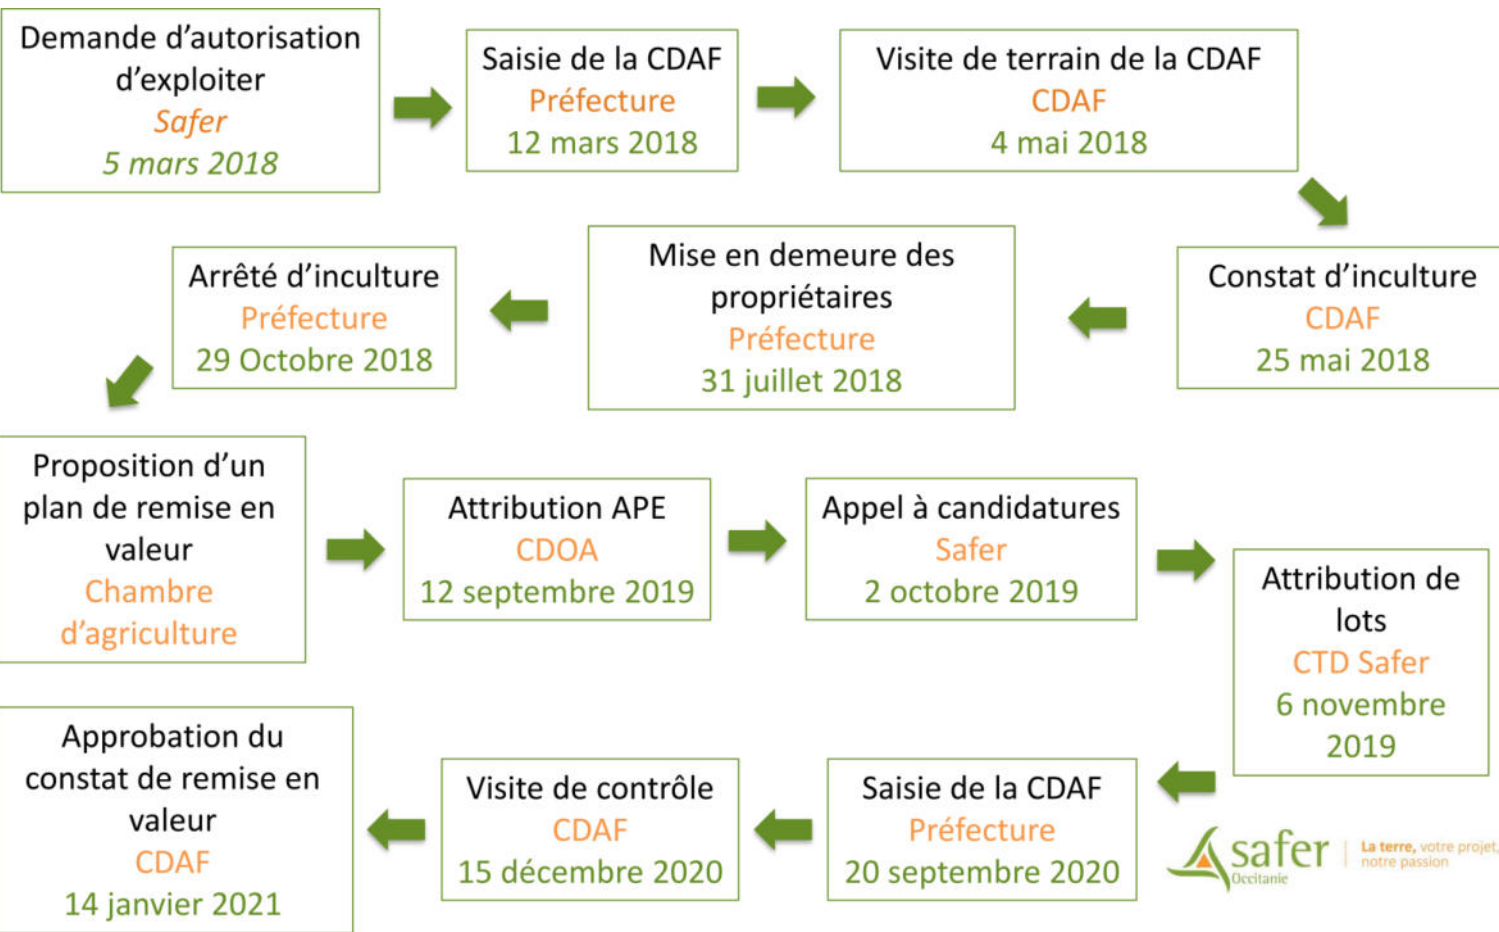 Demande d'autorisation
d'exploiter
Safer
5 mars 2018
Saisie de la CDAF
Préfecture
12 mars 2018
Visite de terrain de la CDAF
CDAF
4 mai 2018
Constat d'inculture
CDAF
25 mai 2018
Mise en demeure des
propriétaires
Préfecture
31 juillet 2018
Arrêté d'inculture
Préfecture
29 Octobre 2018
Proposition d'un
plan de remise en
valeur
Chambre
d'agriculture
Attribution APE
CDOA
12 septembre 2019
Appel à candidatures
Safer
2 octobre 2019
Attribution de
lots
CTD Safer
6 novembre
2019
Saisie de la CDAF
Préfecture
20 septembre 2020
Visite de contrôle
CDAF
15 décembre 2020
Approbation du
constat de remise en
valeur
CDAF
14 janvier 2021
safer
Occitanie
La terre, votre projet,
notre passion